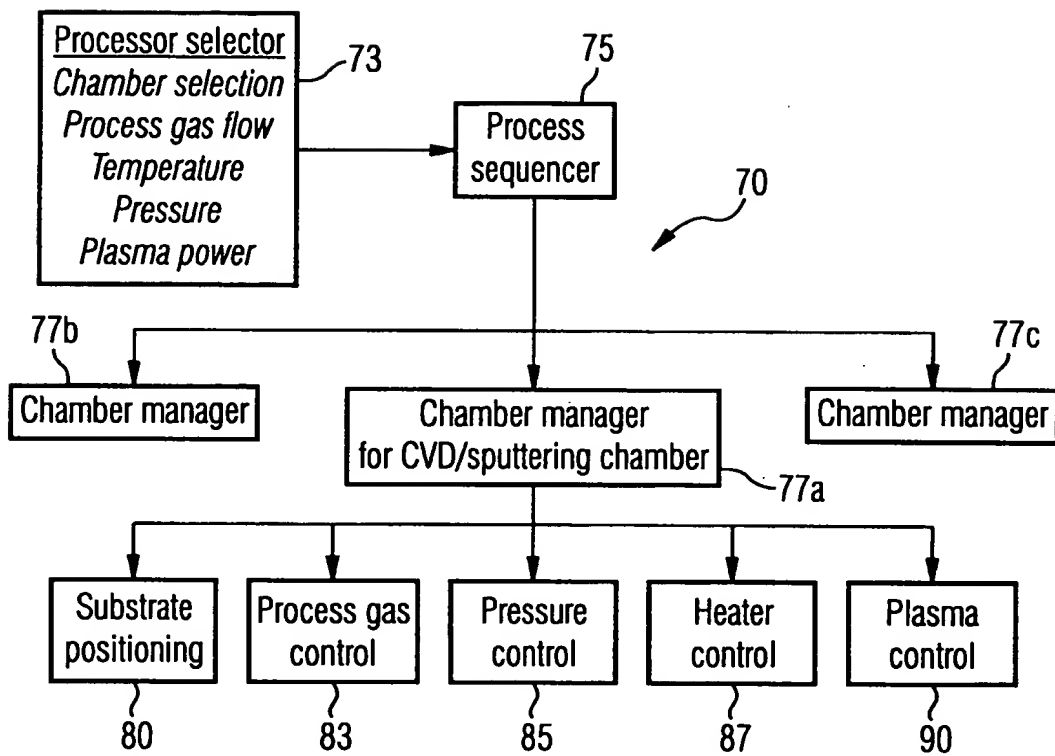 Processor selector
73
Chamber selection
Process gas flow
Temperature
Pressure
Plasma power
75
Process
sequencer
70
77b
Chamber manager
Chamber manager
for CVD/sputtering chamber
77a
77c
Chamber manager
Substrate
positioning
Process gas
control
Pressure
control
Heater
control
Plasma
control
80
83
85
87
90